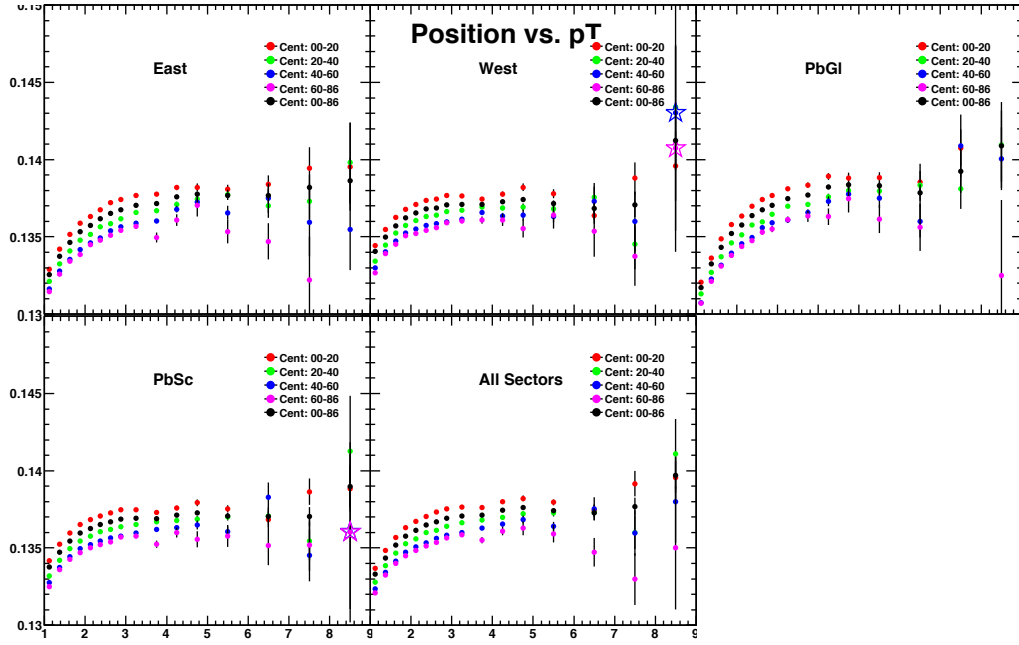 Position vs. pT
0.15
0.145
0.14
0.135
0.13
East
Cent: 00-20
Cent: 20-40
Cent: 40-60
Cent: 60-86
Cent: 00-86
West
Cent: 00-20
Cent: 20-40
Cent: 40-60
Cent: 60-86
Cent: 00-86
PbGl
Cent: 00-20
Cent: 20-40
Cent: 40-60
Cent: 60-86
Cent: 00-86
0.145
0.14
0.135
0.13
PbSc
Cent: 00-20
Cent: 20-40
Cent: 40-60
Cent: 60-86
Cent: 00-86
All Sectors
Cent: 00-20
Cent: 20-40
Cent: 40-60
Cent: 60-86
Cent: 00-86
1 2 3 4 5 6 7 8 9
2 3 4 5 6 7 8 9